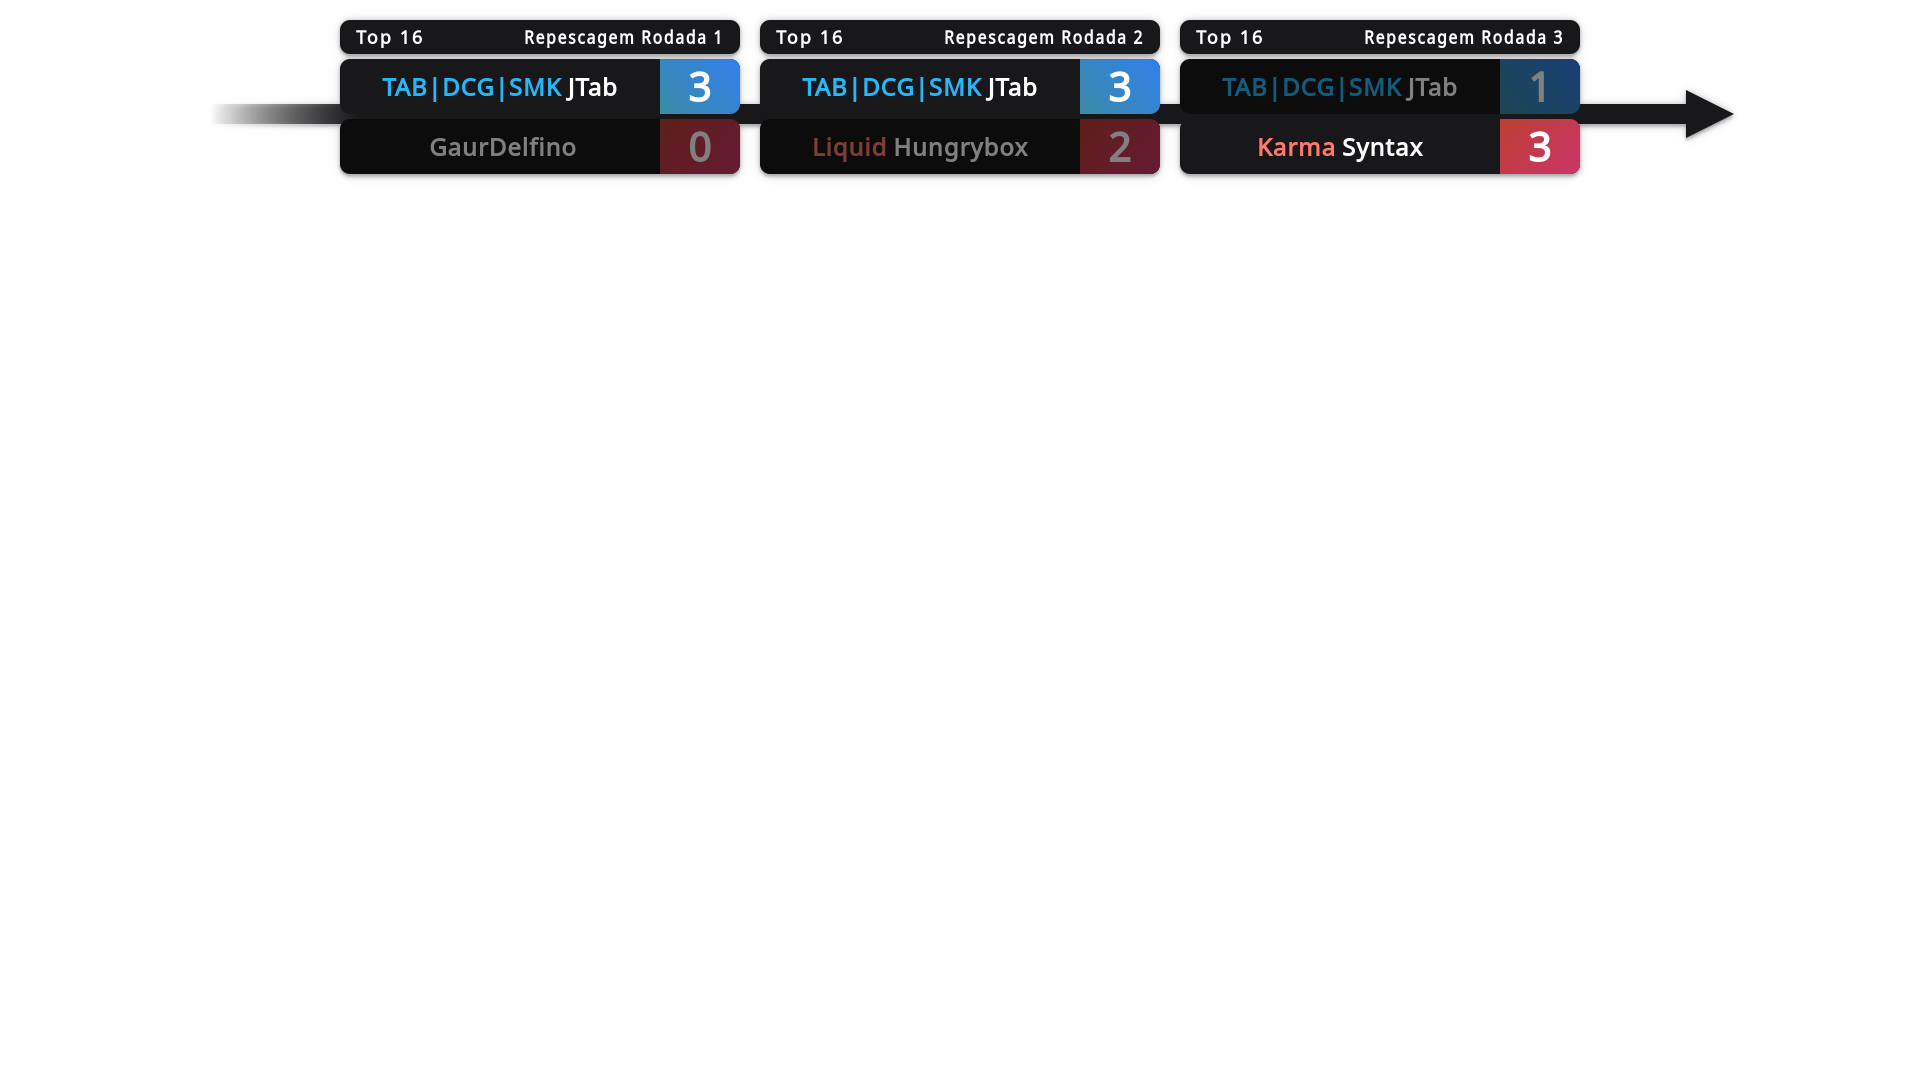 Top 16 Repescagem Rodada 1
TAB|DCG|SMK JTab 3
GaurDelfino 0
Top 16 Repescagem Rodada 2
TAB|DCG|SMK JTab 3
Liquid Hungrybox 2
Top 16 Repescagem Rodada 3
TAB|DCG|SMK JTab 1
Karma Syntax 3